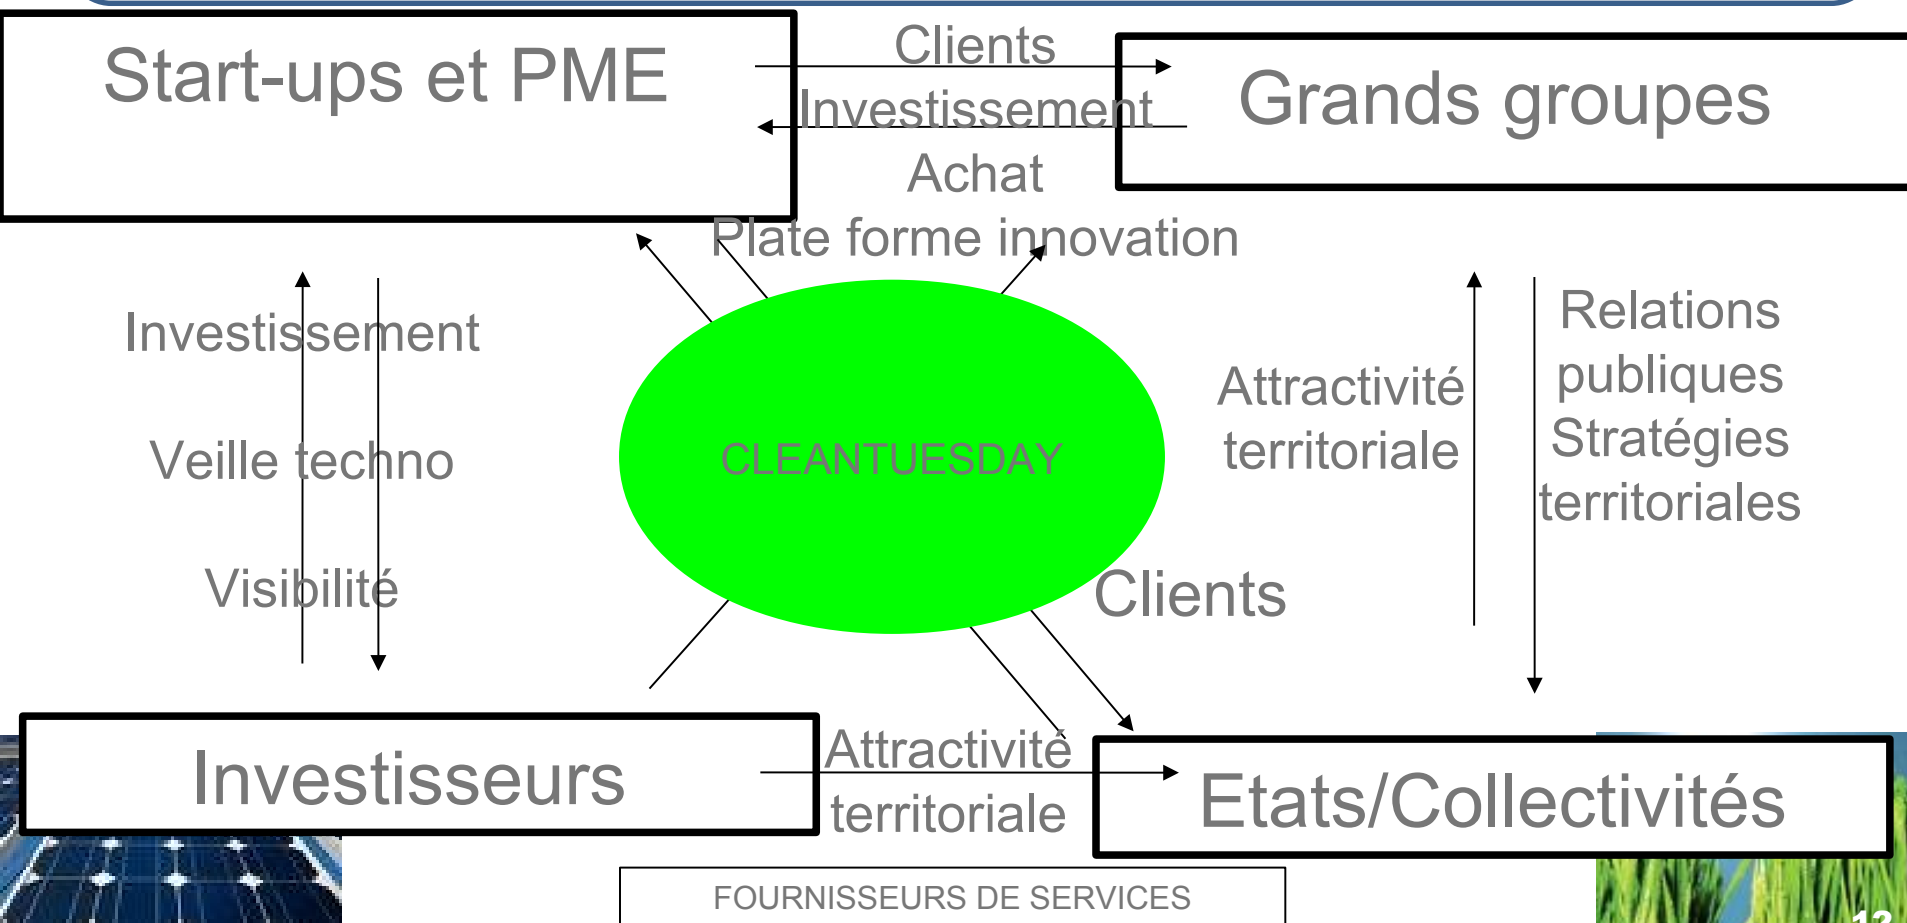 Start-ups et PME
Clients
Investissement
Achat
Plate forme innovation
Grands groupes
Investissement
Veille techno
Visibilité
CLEANTUESDAY
Clients
Attractivité
territoriale
Relations
publiques
Stratégies
territoriales
Investisseurs
Attractivité
territoriale
Etats/Collectivités
FOURNISSEURS DE SERVICES